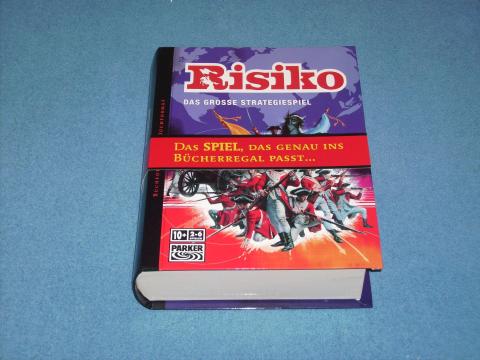 Risiko
DAS GROSSE STRATEGIESPIEL
DAS SPIEL, DAS GENAU INS
BÜCHERREGAL PASST...
10+ 2-6
PARKER